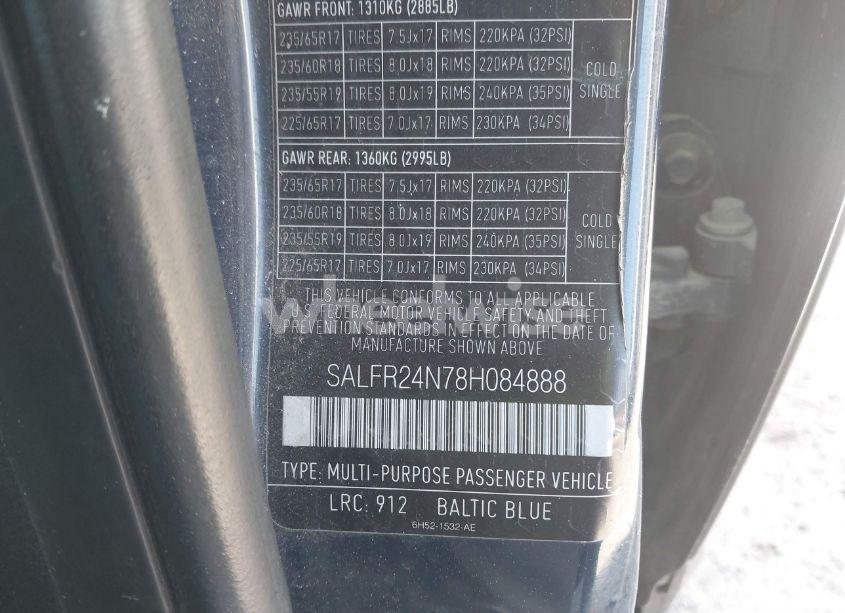 GAWR FRONT: 1310KG (2885LB)
235/65R17 TIRES 7.5Jx17 RIMS 220KPA (32PSI)
235/60R18 TIRES 8.0Jx18 RIMS 220KPA (32PSI)
COLD
235/55R19 TIRES 8.0Jx19 RIMS 240KPA (35PSI)
SINGLE
225/65R17 TIRES 7.0Jx17 RIMS 230KPA (34PSI)
GAWR REAR: 1360KG (2995LB)
235/65R17 TIRES 7.5Jx17 RIMS 220KPA (32PSI)
235/60R18 TIRES 8.0Jx18 RIMS 220KPA (32PSI)
COLD
235/55R19 TIRES 8.0Jx19 RIMS 240KPA (35PSI)
SINGLE
225/65R17 TIRES 7.0Jx17 RIMS 230KPA (34PSI)
THIS VEHICLE CONFORMS TO ALL APPLICABLE
U.S. FEDERAL MOTOR VEHICLE SAFETY AND THEFT
PREVENTION STANDARDS IN EFFECT ON THE DATE OF
MANUFACTURE SHOWN ABOVE
SALFR24N78H084888
TYPE: MULTI-PURPOSE PASSENGER VEHICLE
LRC: 912 BALTIC BLUE
6H52-1532-AE